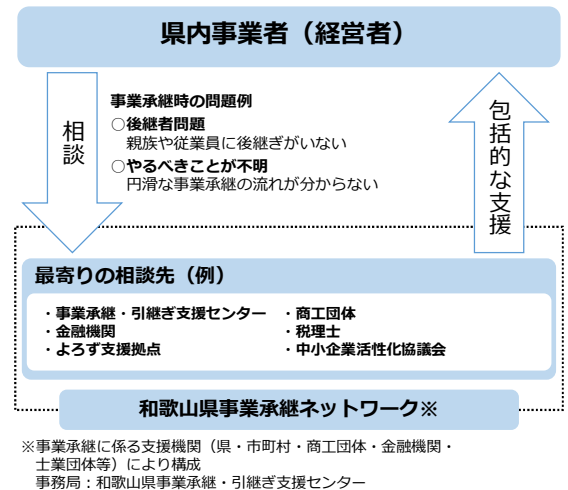 県内事業者（経営者）
相談
事業承継時の問題例
○後継者問題
親族や従業員に後継ぎがいない
○やるべきことが不明
円滑な事業承継の流れが分からない
包括的な支援
最寄りの相談先（例）
・事業承継・引継ぎ支援センター
・金融機関
・よろず支援拠点
・商工団体
・税理士
・中小企業活性化協議会
和歌山県事業承継ネットワーク※
※事業承継に係る支援機関（県・市町村・商工団体・金融機関・
士業団体等）により構成
事務局：和歌山県事業承継・引継ぎ支援センター